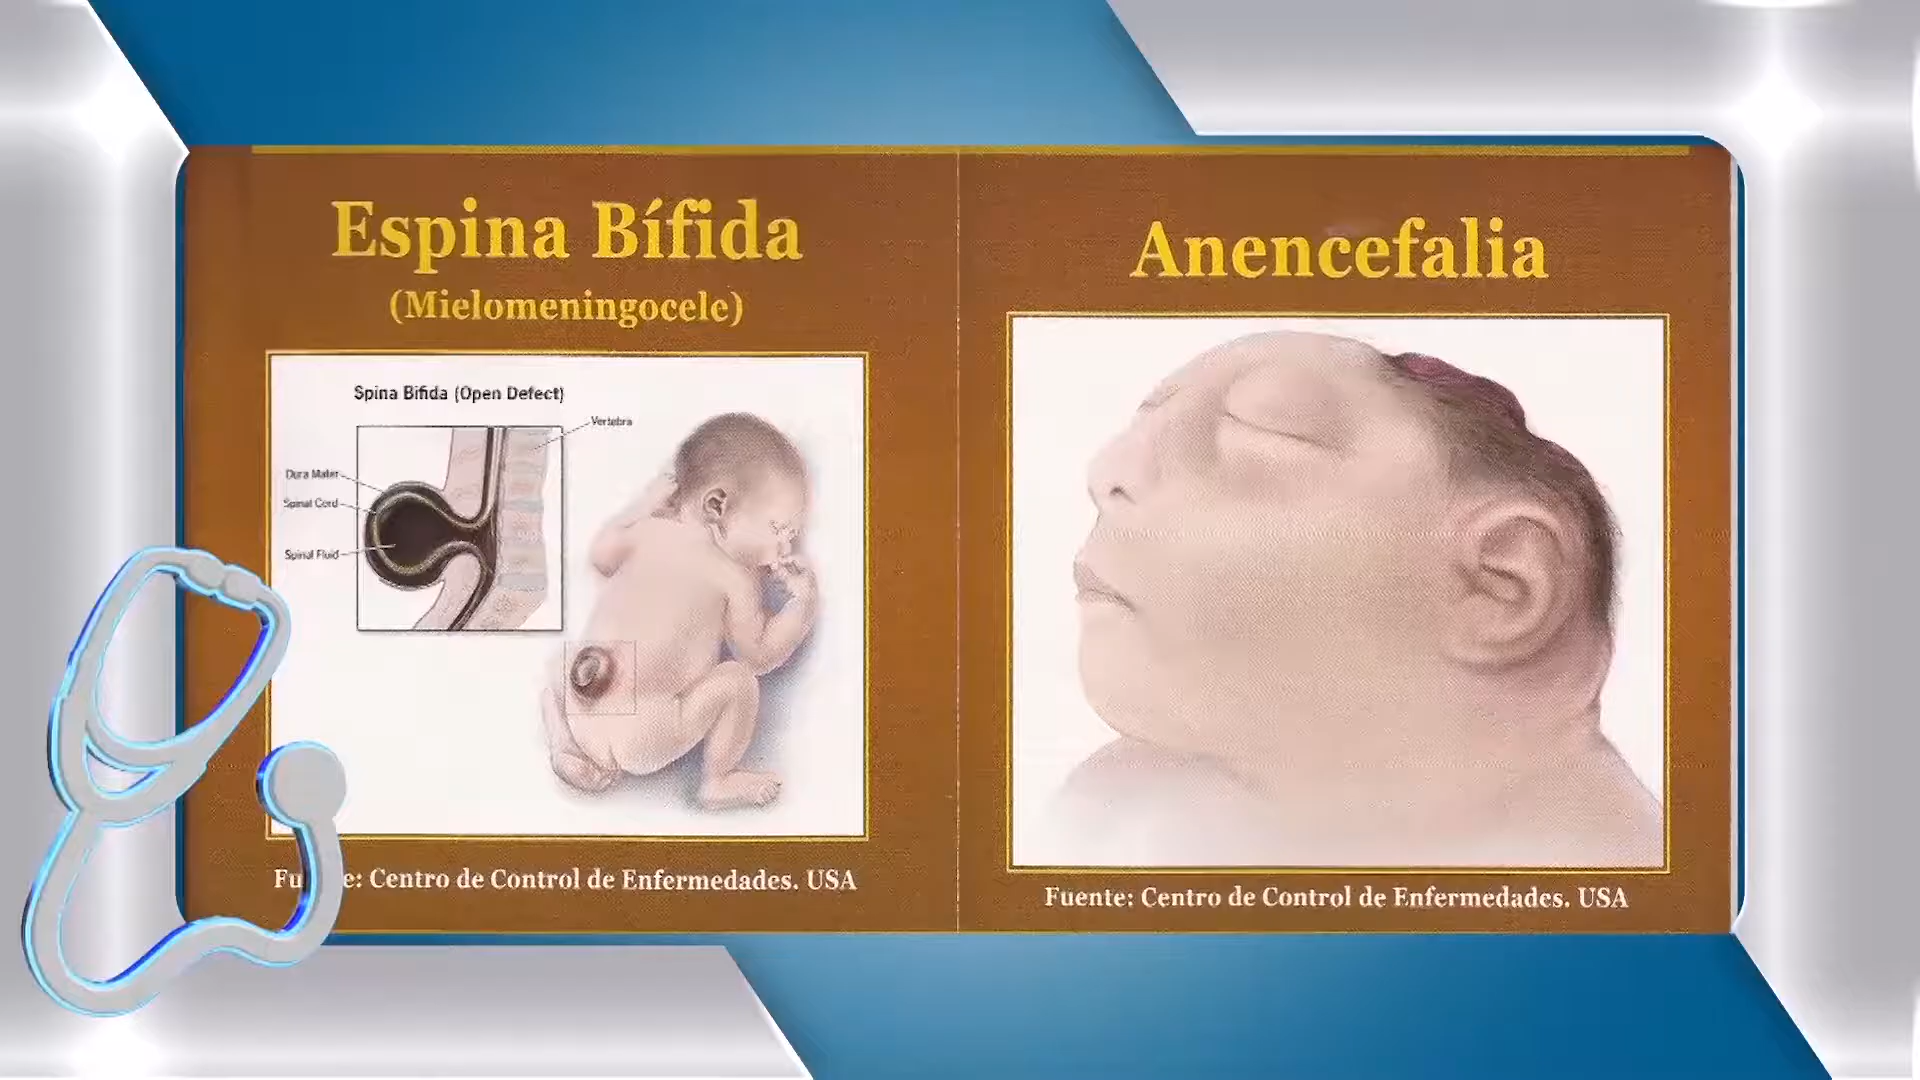 Espina Bífida
(Mielomeningocele)
Spina Bifida (Open Defect)
Vertebra
Dura Mater
Spinal Cord
Spinal Fluid
Fu e: Centro de Control de Enfermedades. USA
Anencefalia
Fuente: Centro de Control de Enfermedades. USA